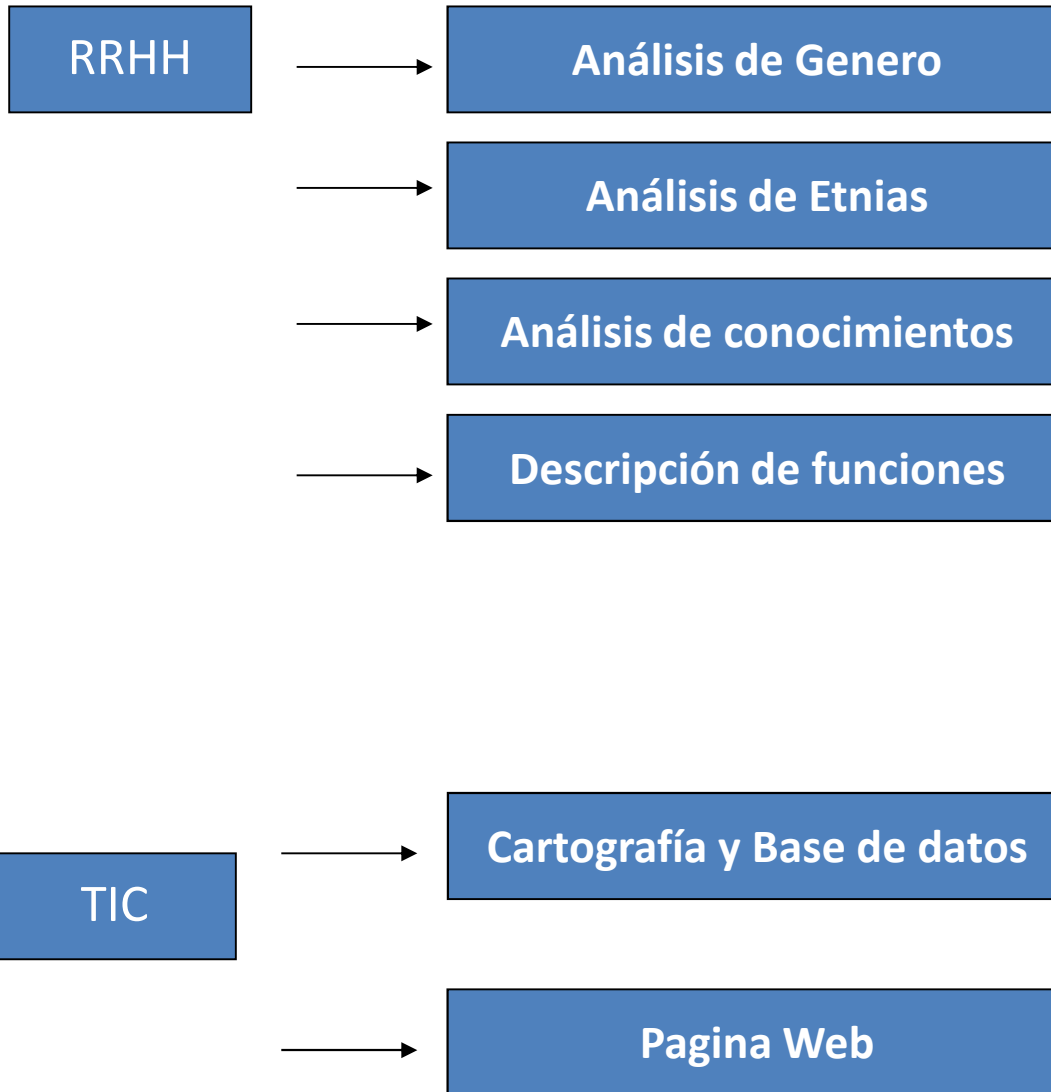 RRHH
Análisis de Genero
Análisis de Etnias
Análisis de conocimientos
Descripción de funciones
Cartografía y Base de datos
TIC
Pagina Web